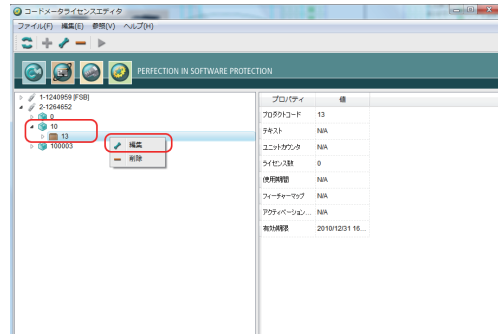 コードメータライセンスエディタ
ファイル(F) 編集(E) 参照(V) ヘルプ(H)
PERFECTION IN SOFTWARE PROTECTION
1-1240959 [FSB]
2-1264652
0
10
13
100003
編集
削除
プロパティ 値
プロダクトコード 13
テキスト N/A
ユニットカウンタ N/A
ライセンス数 0
使用期間 N/A
フィーチャーマップ N/A
アクティベーション... N/A
有効期限 2010/12/31 16...